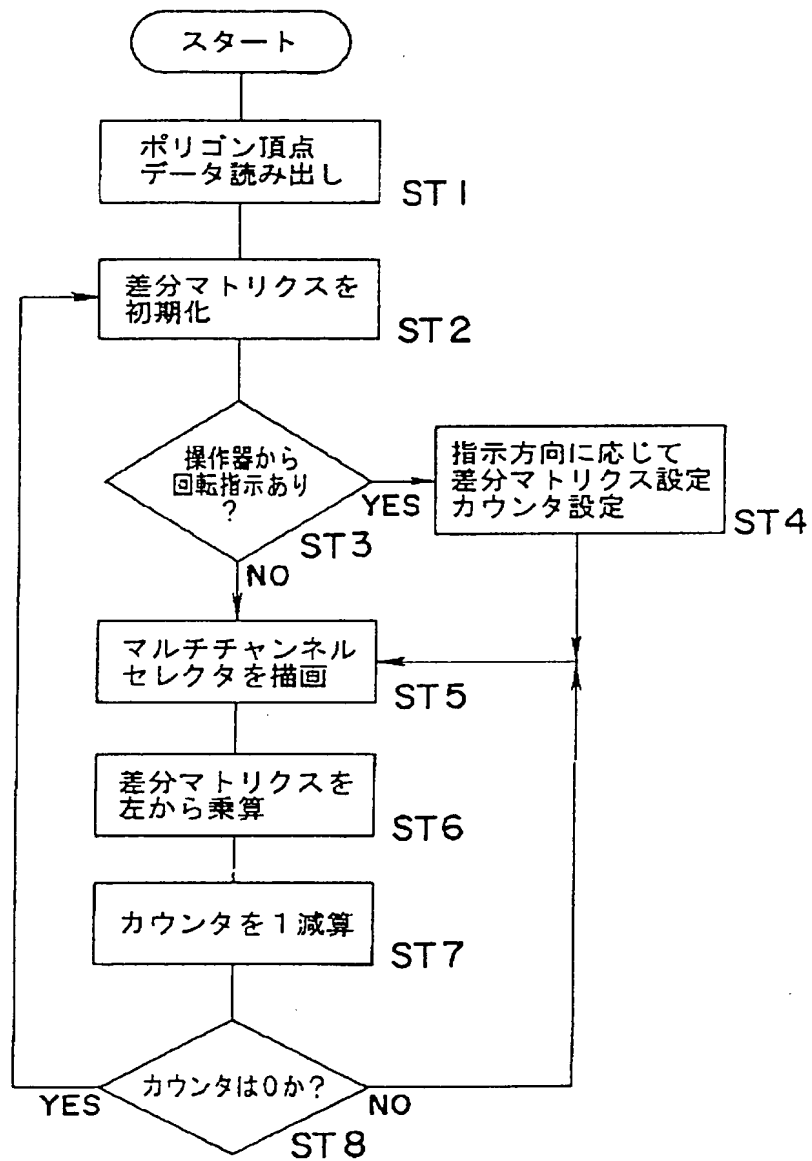 スタート
ポリゴン頂点
データ読み出し
ST1
差分マトリクスを
初期化
ST2
操作器から
回転指示あり
?
YES
ST3
NO
指示方向に応じて
差分マトリクス設定
カウンタ設定
ST4
マルチチャンネル
セレクタを描画
ST5
差分マトリクスを
左から乗算
ST6
カウンタを1減算
ST7
カウンタは0か?
YES
NO
ST8